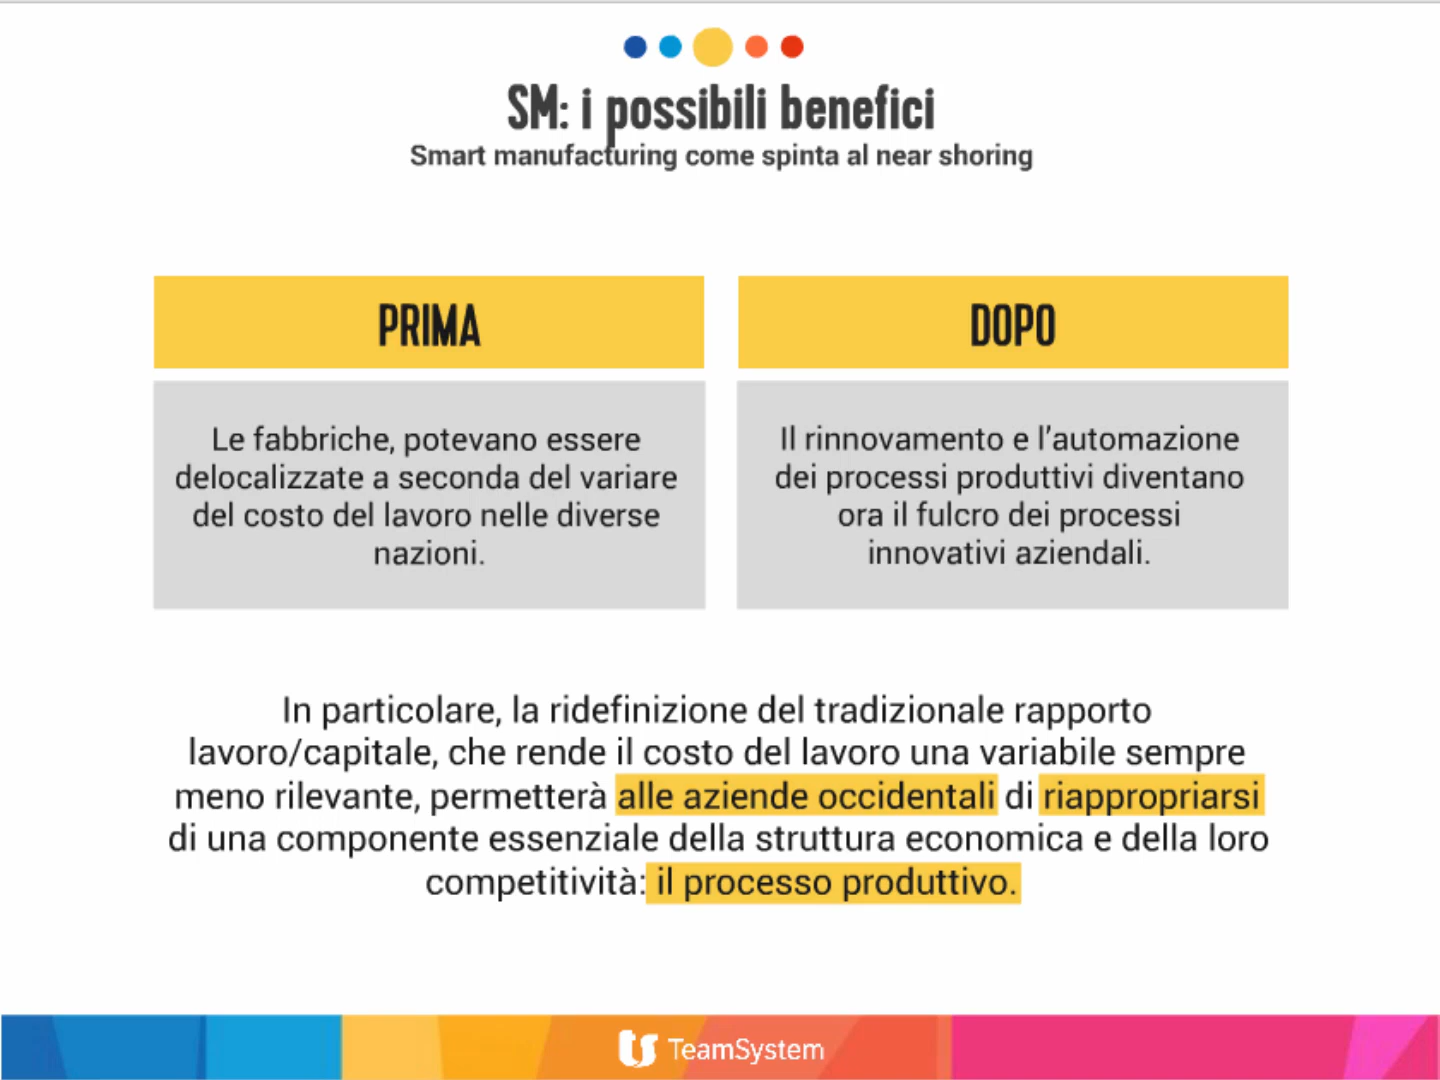 SM: i possibili benefici
Smart manufacturing come spinta al near shoring
PRIMA
Le fabbriche, potevano essere
delocalizzate a seconda del variare
del costo del lavoro nelle diverse
nazioni.
DOPO
Il rinnovamento e l'automazione
dei processi produttivi diventano
ora il fulcro dei processi
innovativi aziendali.
In particolare, la ridefinizione del tradizionale rapporto
lavoro/capitale, che rende il costo del lavoro una variabile sempre
meno rilevante, permetterà alle aziende occidentali di riappropriarsi
di una componente essenziale della struttura economica e della loro
competitività: il processo produttivo.
TeamSystem